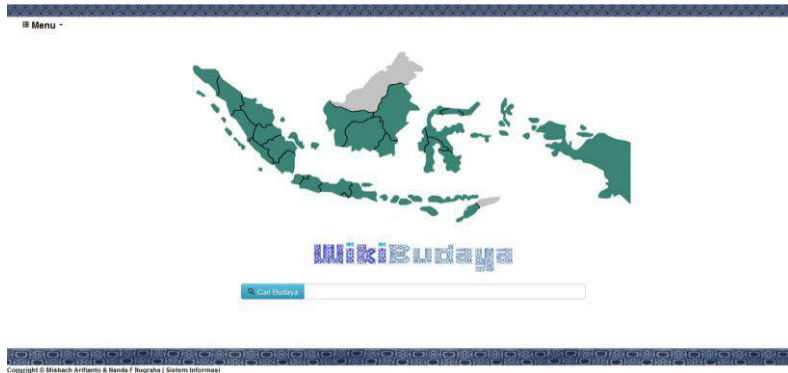 Menu
WikiBudaya
Cari Budaya
Copyright © Misbach Arifianto & Nanda F Nugraha | Sistem Informasi